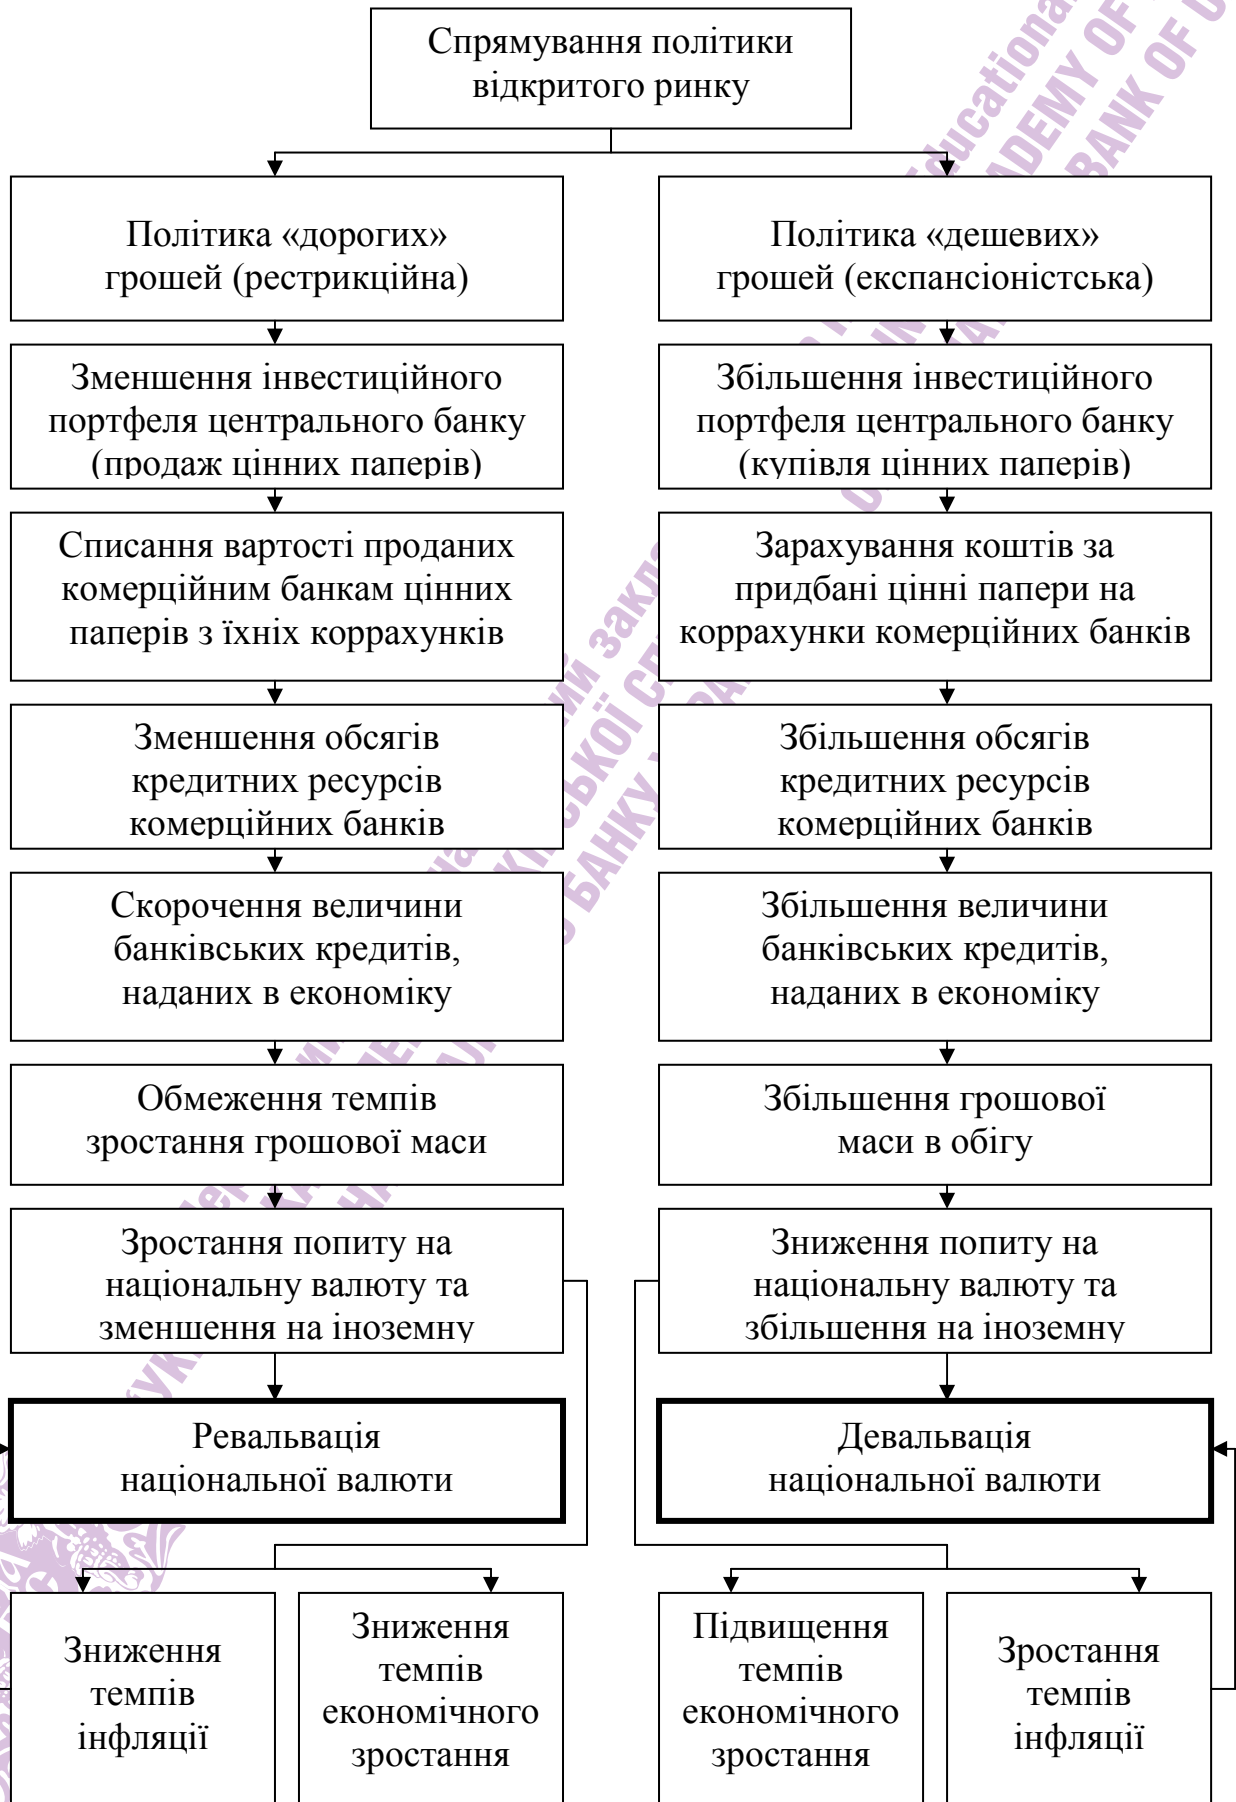 Спрямування політики
відкритого ринку
Політика «дорогих»
грошей (рестрикційна)
Політика «дешевих»
грошей (експансіоністська)
Зменшення інвестиційного
портфеля центрального банку
(продаж цінних паперів)
Збільшення інвестиційного
портфеля центрального банку
(купівля цінних паперів)
Списання вартості проданих
комерційним банкам цінних
паперів з їхніх коррахунків
Зарахування коштів за
придбані цінні папери на
коррахунки комерційних банків
Зменшення обсягів
кредитних ресурсів
комерційних банків
Збільшення обсягів
кредитних ресурсів
комерційних банків
Скорочення величини
банківських кредитів,
наданих в економіку
Збільшення величини
банківських кредитів,
наданих в економіку
Обмеження темпів
зростання грошової маси
Збільшення грошової
маси в обігу
Зростання попиту на
національну валюту та
зменшення на іноземну
Зниження попиту на
національну валюту та
збільшення на іноземну
Ревальвація
національної валюти
Девальвація
національної валюти
Зниження
темпів
інфляції
Зниження
темпів
економічного
зростання
Підвищення
темпів
економічного
зростання
Зростання
темпів
інфляції